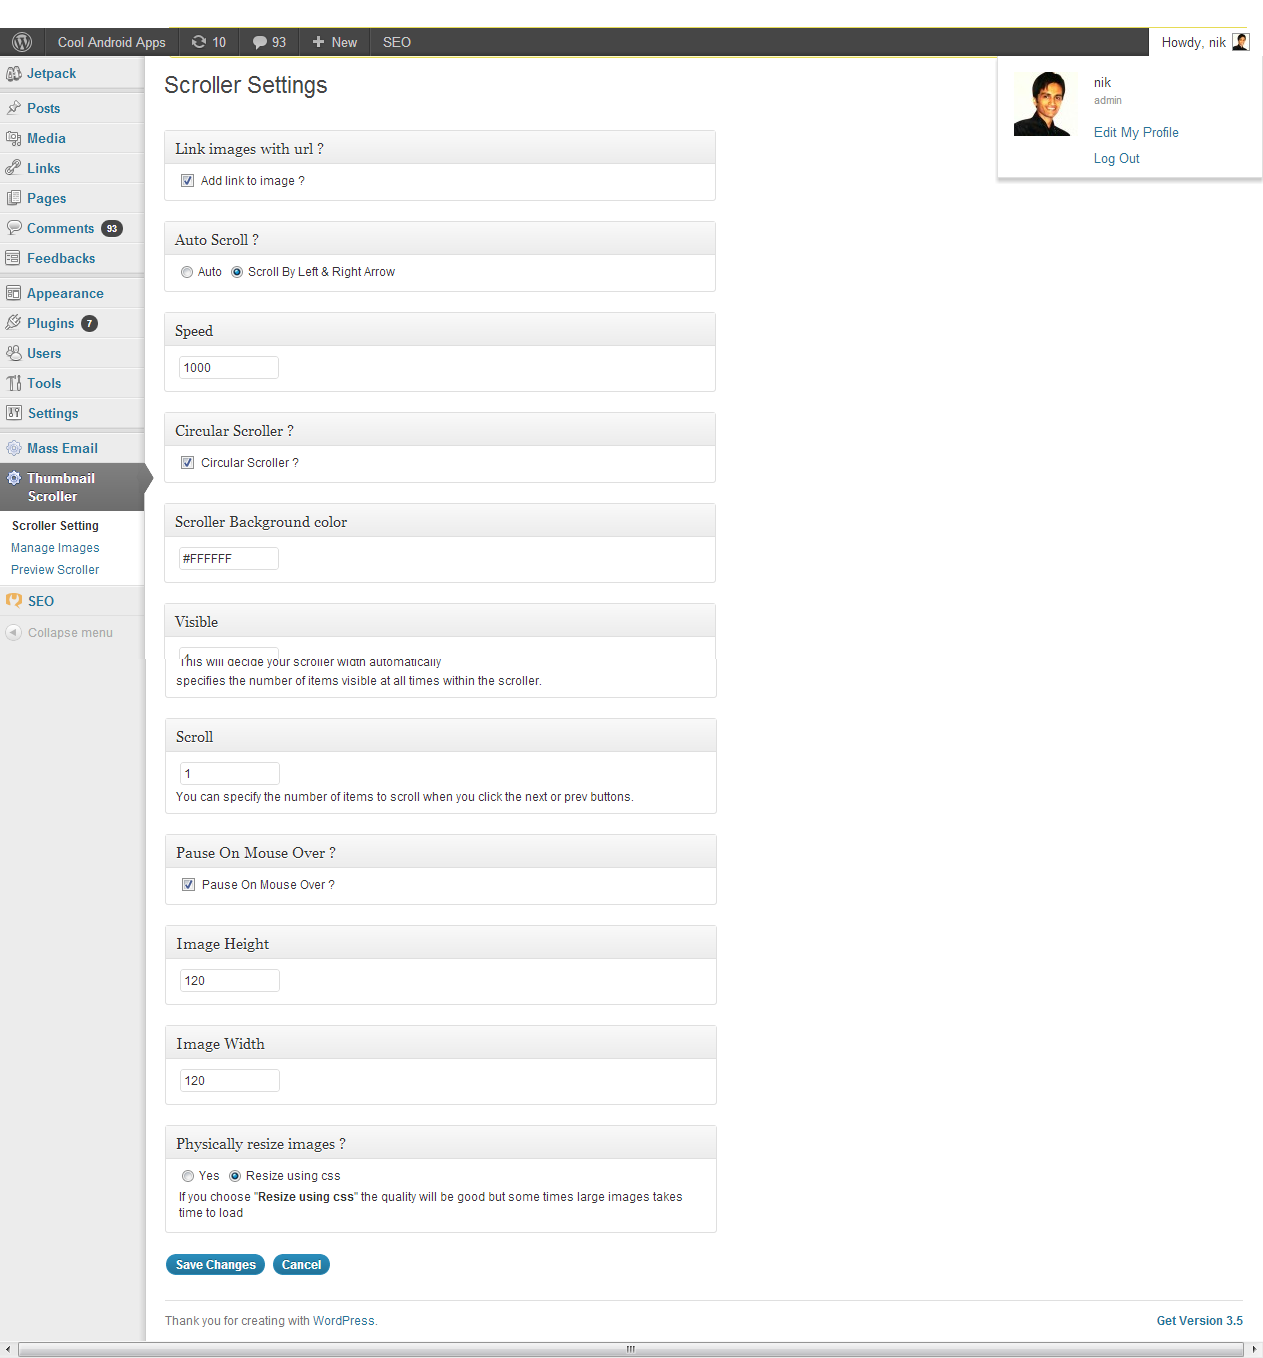 Cool Android Apps 10 93 New SEO Howdy, nik
Jetpack
Posts
Media
Links
Pages
Comments 93
Feedbacks
Appearance
Plugins 7
Users
Tools
Settings
Mass Email
Thumbnail
Scroller
Scroller Setting
Manage Images
Preview Scroller
SEO
Collapse menu
nik
admin
Edit My Profile
Log Out
Scroller Settings
Link images with url ?
Add link to image ?
Auto Scroll ?
Auto Scroll By Left & Right Arrow
Speed
1000
Circular Scroller ?
Circular Scroller ?
Scroller Background color
#FFFFFF
Visible
This will decide your scroller width automatically
specifies the number of items visible at all times within the scroller.
Scroll
1
You can specify the number of items to scroll when you click the next or prev buttons.
Pause On Mouse Over ?
Pause On Mouse Over ?
Image Height
120
Image Width
120
Physically resize images ?
Yes Resize using css
If you choose "Resize using css" the quality will be good but some times large images takes
time to load
Save Changes Cancel
Thank you for creating with WordPress.
Get Version 3.5